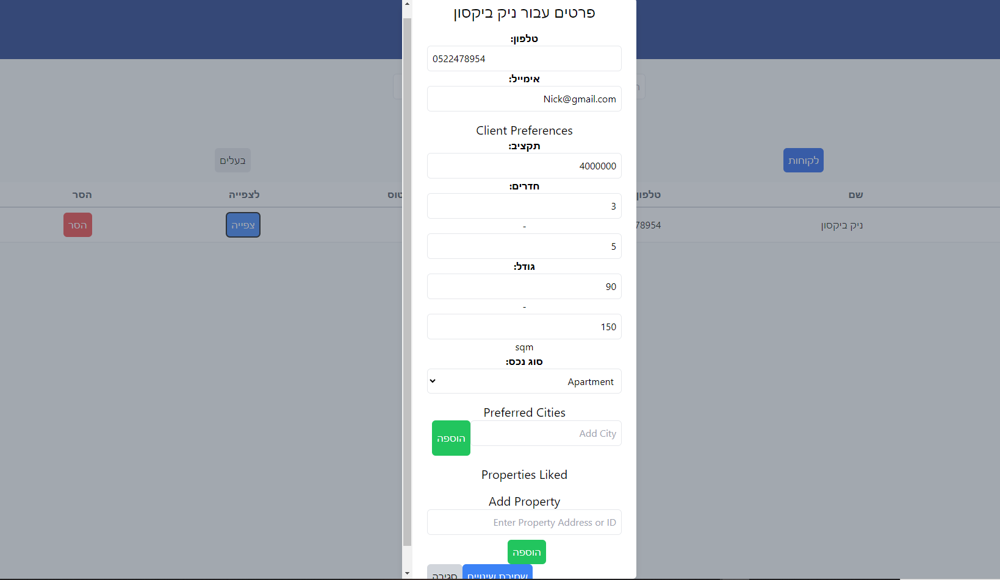 פרטים עבור ניק ביקסון
טלפון:
0522478954
אימייל:
Nick@gmail.com
Client Preferences
תקציב:
4000000
חדרים:
3
-
5
גודל:
90
-
150
sqm
סוג נכס:
Apartment
Preferred Cities
Add City הוספה
Properties Liked
Add Property
Enter Property Address or ID
הוספה
שמירת שינויים סגירה
לקוחות בעלים
שם טלפון לצפייה הסר
ניק ביקסון 78954 צפייה הסר